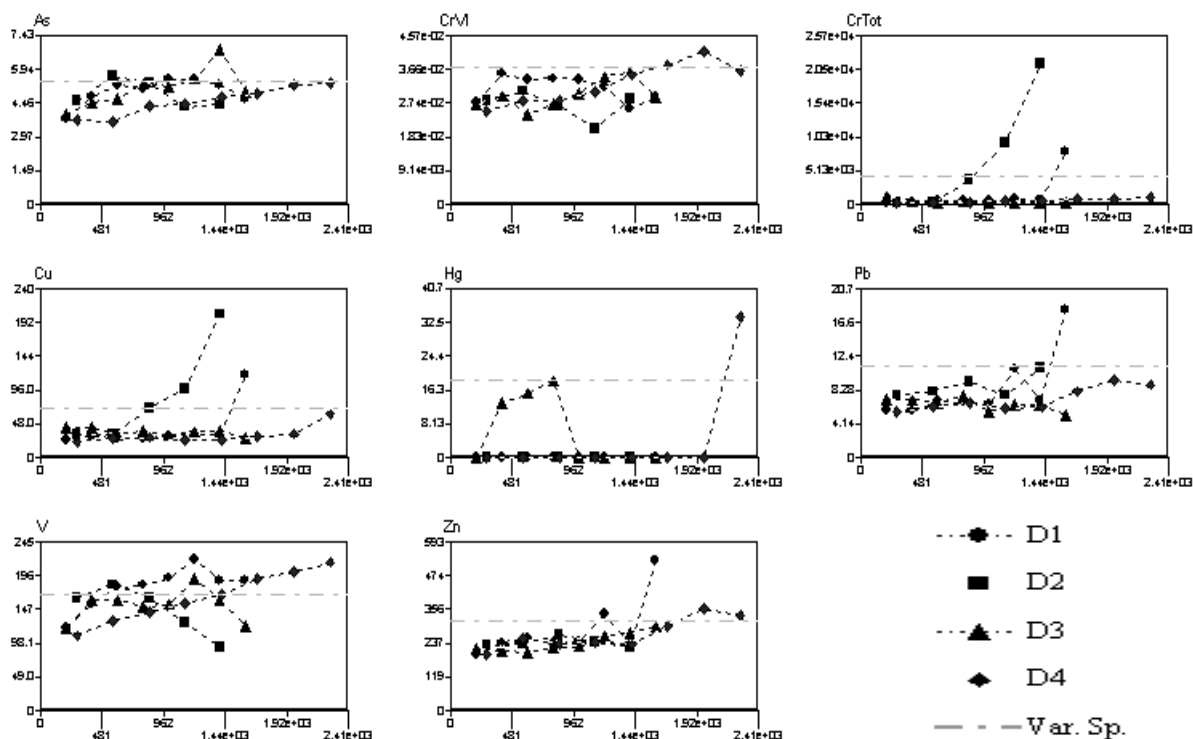 As
7.43
5.94
4.46
2.97
1.49
0
0 481 962 1.44e+03 1.92e+03 2.41e+03
CrVI
4.57e-02
3.66e-02
2.74e-02
1.83e-02
9.14e-03
0
0 481 962 1.44e+03 1.92e+03 2.41e+03
CrTot
2.57e+04
2.05e+04
1.54e+04
1.03e+04
5.13e+03
0
0 481 962 1.44e+03 1.92e+03 2.41e+03
Cu
240
192
144
96.0
48.0
0
0 481 962 1.44e+03 1.92e+03 2.41e+03
Hg
40.7
32.5
24.4
16.3
8.13
0
0 481 962 1.44e+03 1.92e+03 2.41e+03
Pb
20.7
16.6
12.4
8.28
4.14
0
0 481 962 1.44e+03 1.92e+03 2.41e+03
V
245
196
147
98.1
49.0
0
0 481 962 1.44e+03 1.92e+03 2.41e+03
Zn
593
474
356
237
119
0
0 481 962 1.44e+03 1.92e+03 2.41e+03
D1
D2
D3
D4
Var. Sp.